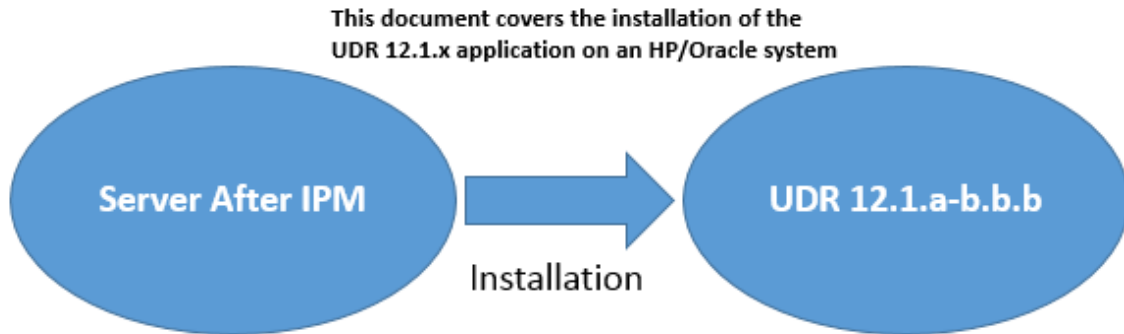 This document covers the installation of the
UDR 12.1.x application on an HP/Oracle system
Server After IPM
UDR 12.1.a-b.b.b
Installation